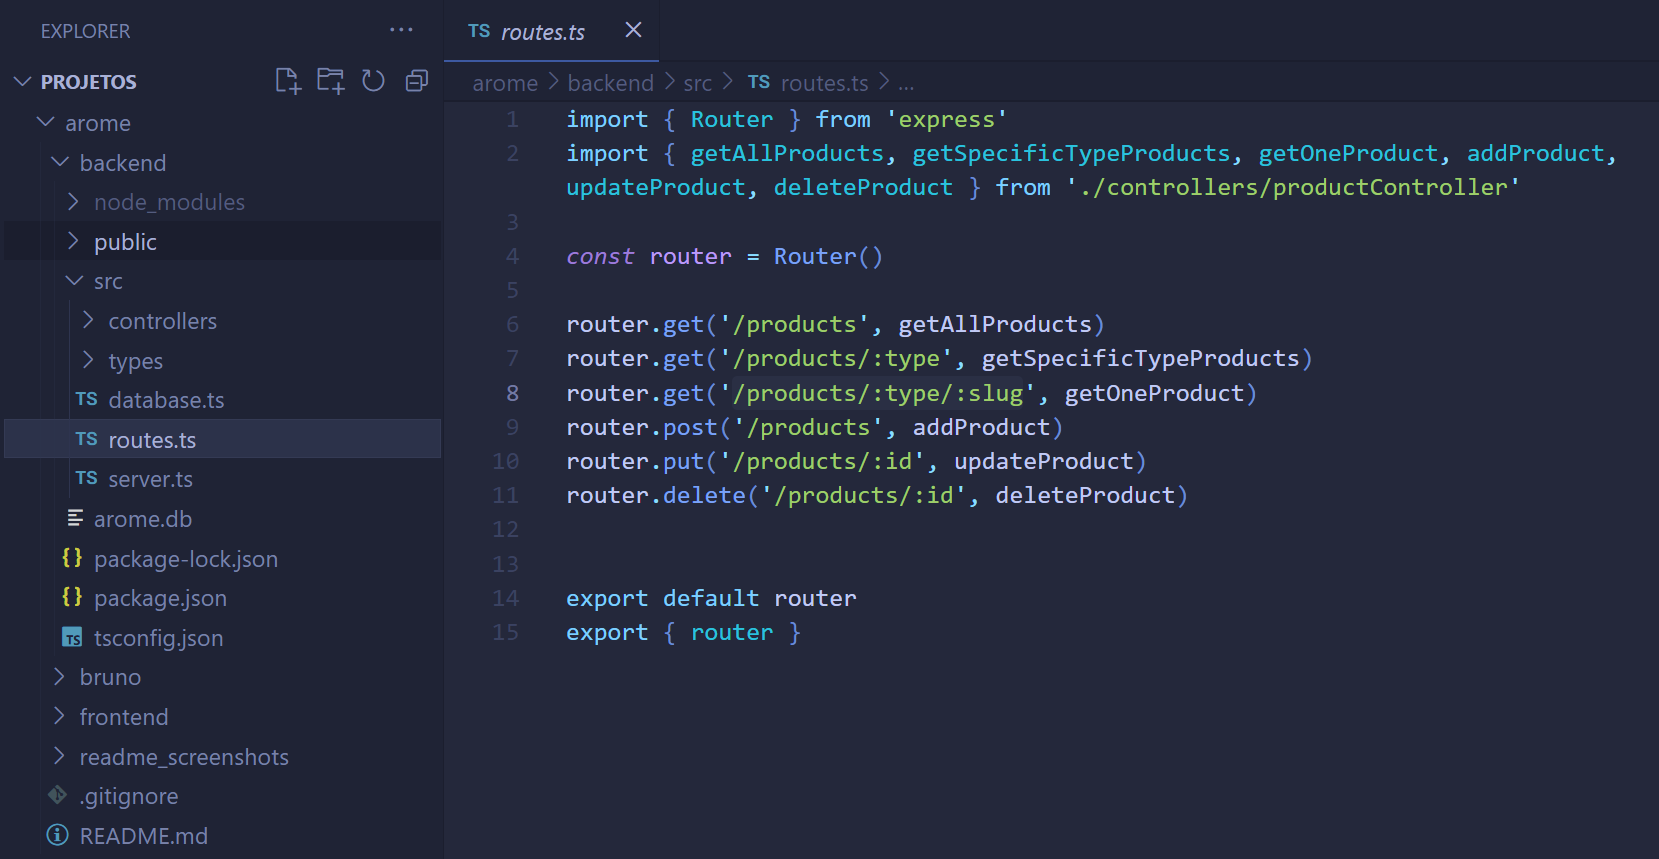 EXPLORER ...
PROJETOS
arome
backend
node_modules
public
src
controllers
types
TS database.ts
TS routes.ts
TS server.ts
arome.db
{} package-lock.json
{} package.json
TS tsconfig.json
bruno
frontend
readme_screenshots
.gitignore
README.md
TS routes.ts
arome > backend > src > TS routes.ts > ...
1 import { Router } from 'express'
2 import { getAllProducts, getSpecificTypeProducts, getOneProduct, addProduct,
updateProduct, deleteProduct } from './controllers/productController'
3
4 const router = Router()
5
6 router.get('/products', getAllProducts)
7 router.get('/products/:type', getSpecificTypeProducts)
8 router.get('/products/:type/:slug', getOneProduct)
9 router.post('/products', addProduct)
10 router.put('/products/:id', updateProduct)
11 router.delete('/products/:id', deleteProduct)
12
13
14 export default router
15 export { router }